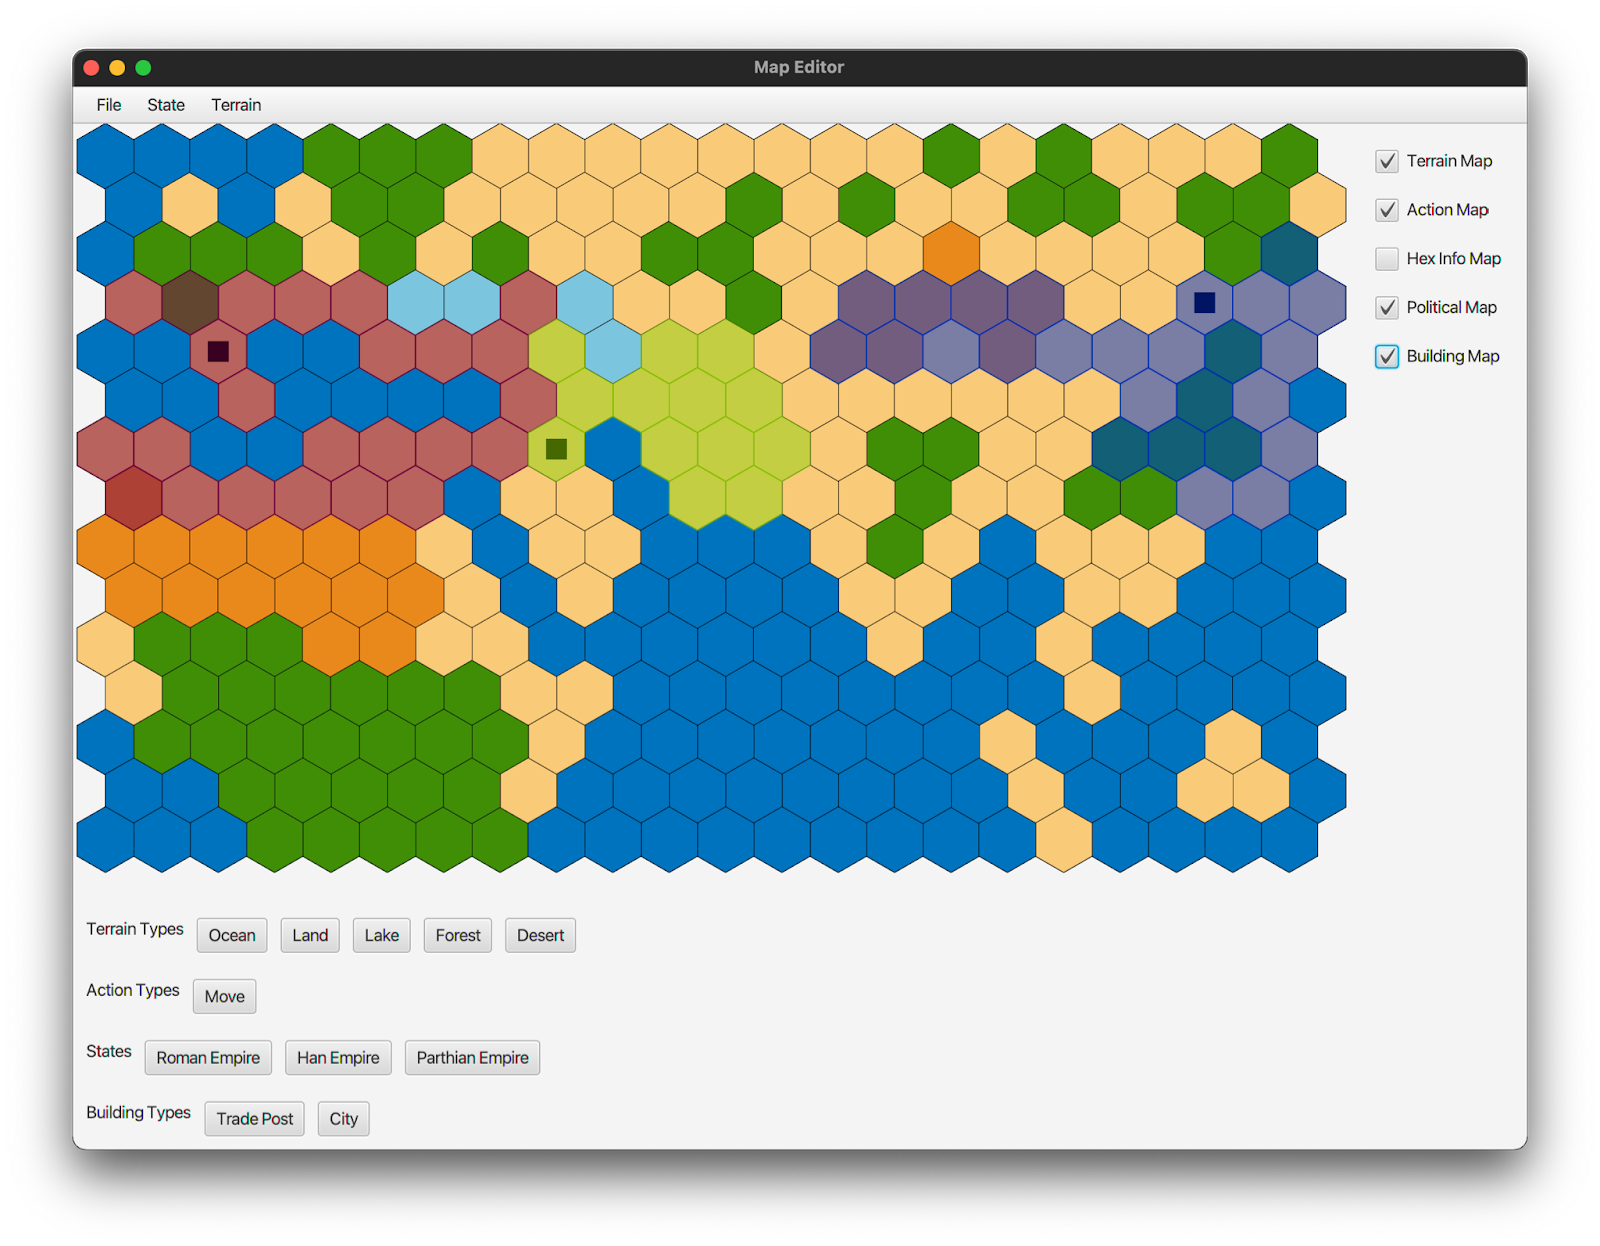 Map Editor
File State Terrain
Terrain Map
Action Map
Hex Info Map
Political Map
Building Map
Terrain Types Ocean Land Lake Forest Desert
Action Types Move
States Roman Empire Han Empire Parthian Empire
Building Types Trade Post City